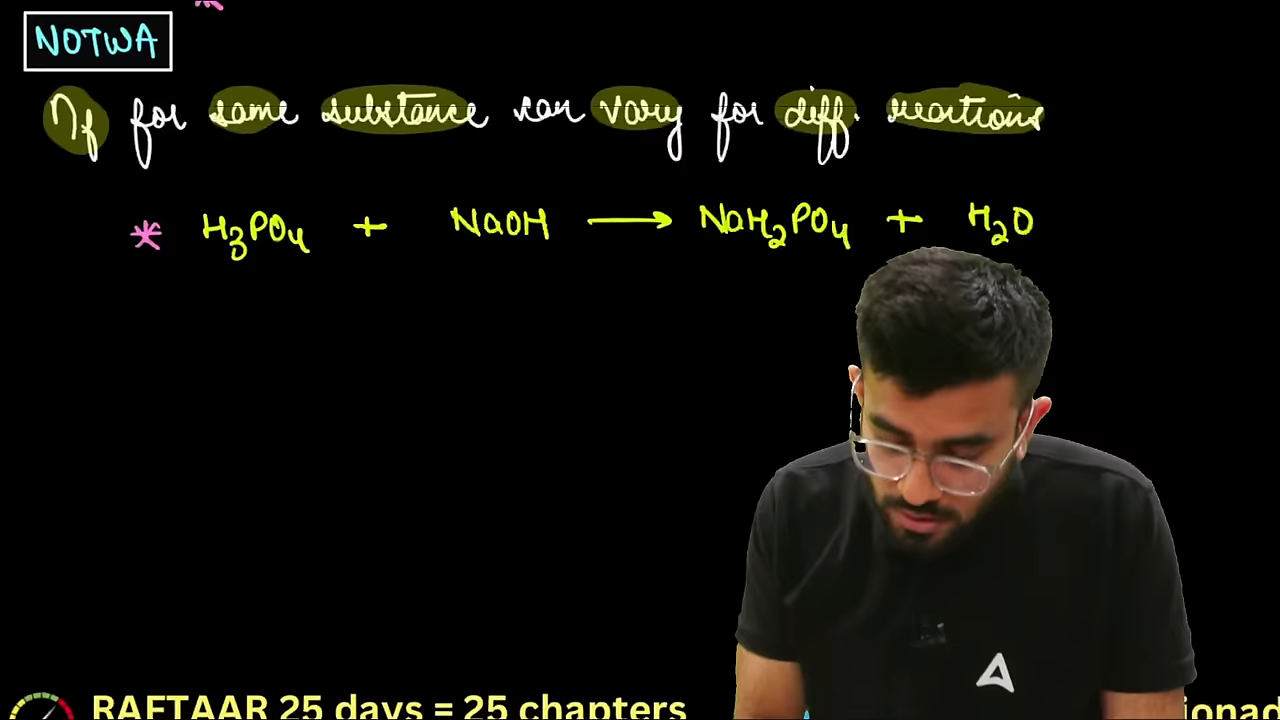 NOTWA
nf for same substance can vary for diff. reactions
* H₃PO₄ + NaOH → NaH₂PO₄ + H₂O
RAFTAAR 25 days = 25 chapters